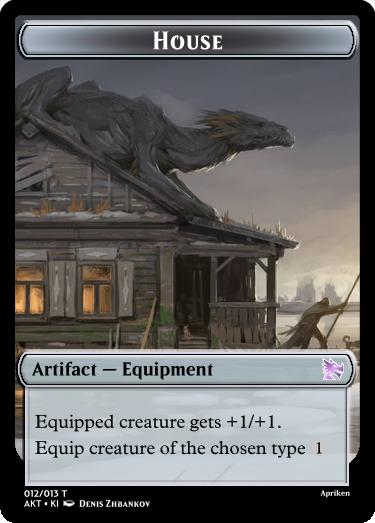 House
Artifact — Equipment
Equipped creature gets +1/+1.
Equip creature of the chosen type 1
012/013 T
Apriken
AKT • KI Denis Zhbankov